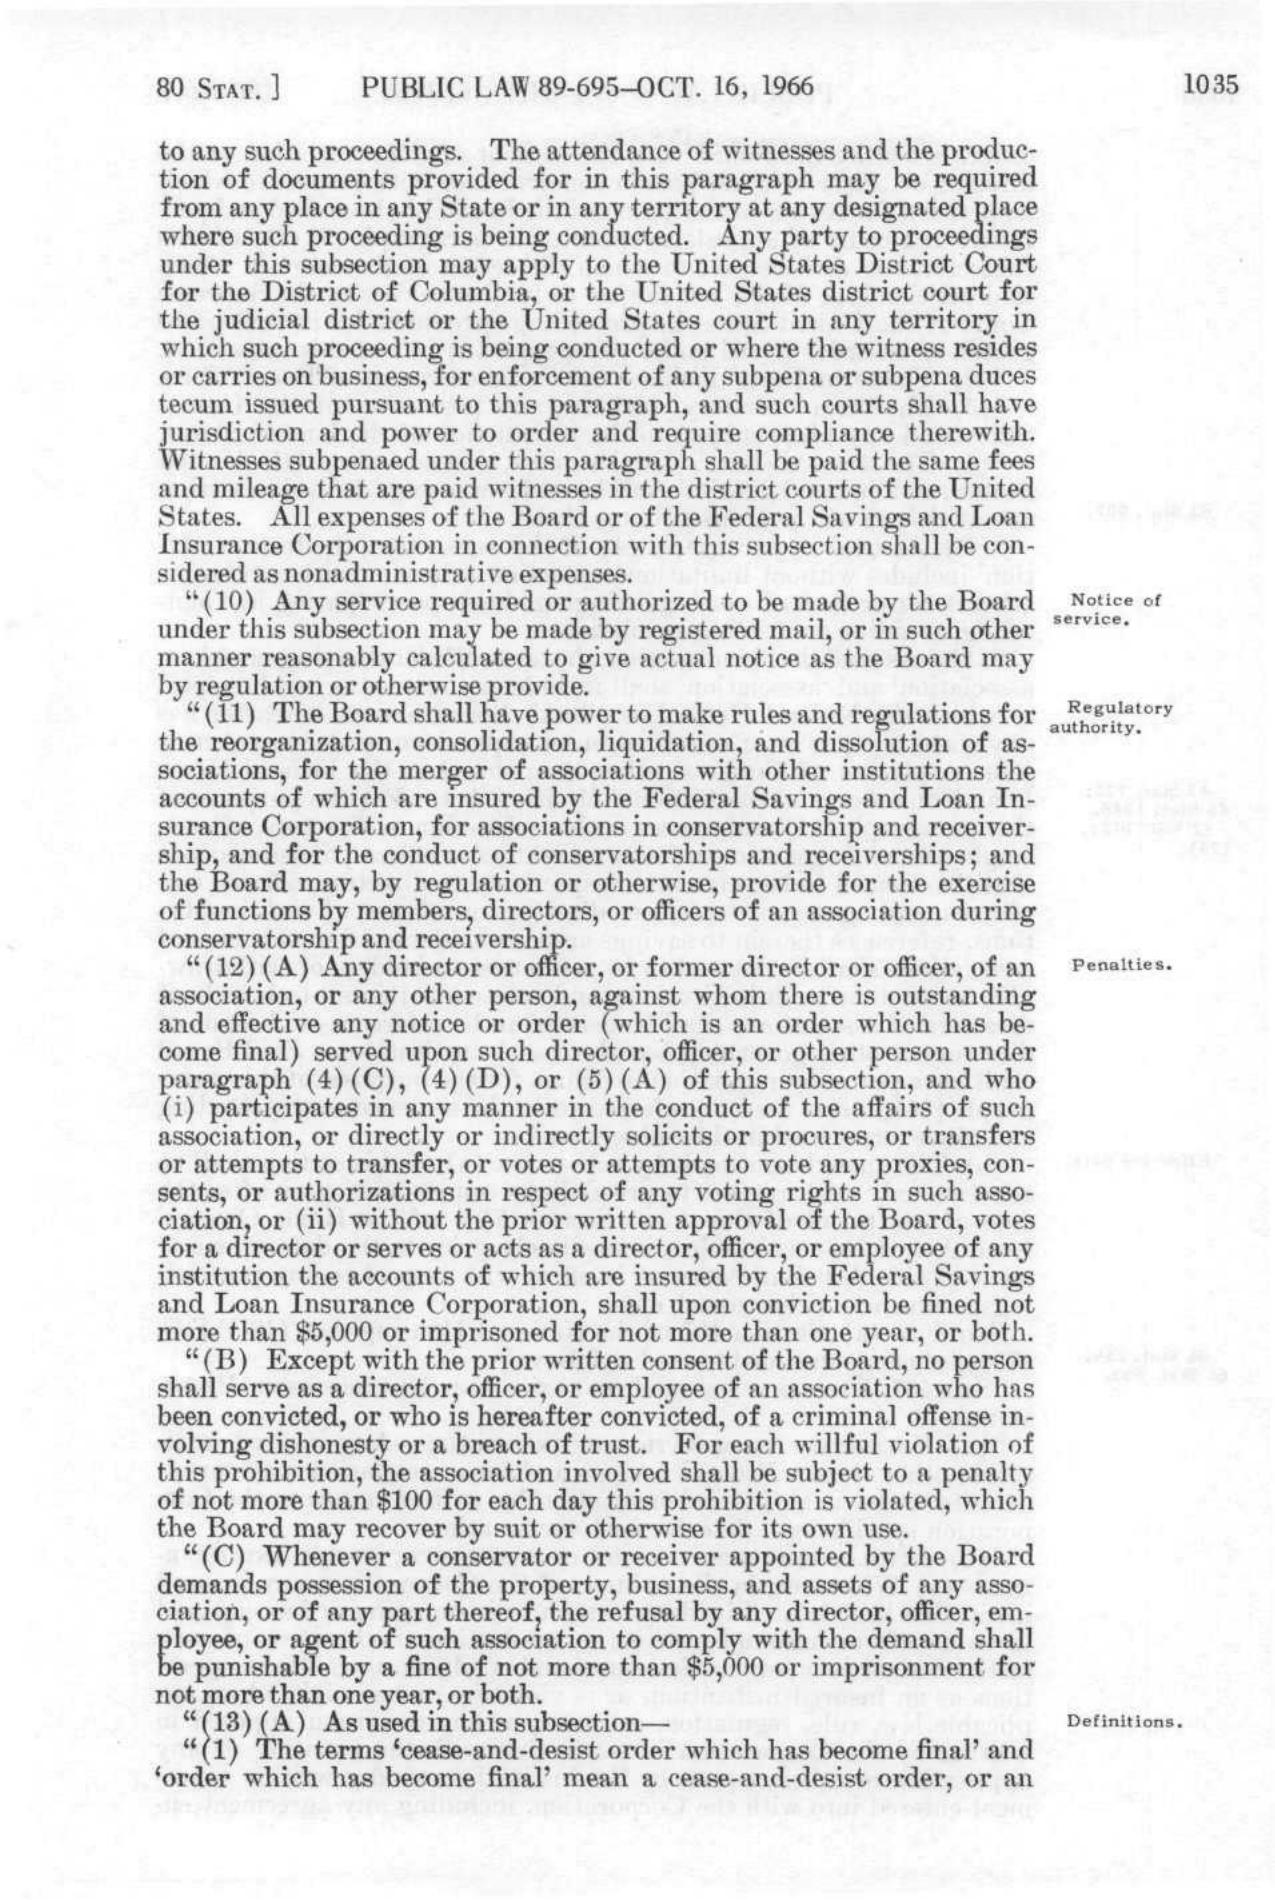 80 STAT. ] PUBLIC LAW 89-695—OCT. 16, 1966 1035
to any such proceedings. The attendance of witnesses and the produc-
tion of documents provided for in this paragraph may be required
from any place in any State or in any territory at any designated place
where such proceeding is being conducted. Any party to proceedings
under this subsection may apply to the United States District Court
for the District of Columbia, or the United States district court for
the judicial district or the United States court in any territory in
which such proceeding is being conducted or where the witness resides
or carries on business, for enforcement of any subpena or subpena duces
tecum issued pursuant to this paragraph, and such courts shall have
jurisdiction and power to order and require compliance therewith.
Witnesses subpenaed under this paragraph shall be paid the same fees
and mileage that are paid witnesses in the district courts of the United
States. All expenses of the Board or of the Federal Savings and Loan
Insurance Corporation in connection with this subsection shall be con-
sidered as nonadministrative expenses.
"(10) Any service required or authorized to be made by the Board
under this subsection may be made by registered mail, or in such other
manner reasonably calculated to give actual notice as the Board may
by regulation or otherwise provide.
Notice of
service.
"(11) The Board shall have power to make rules and regulations for
the reorganization, consolidation, liquidation, and dissolution of as-
sociations, for the merger of associations with other institutions the
accounts of which are insured by the Federal Savings and Loan In-
surance Corporation, for associations in conservatorship and receiver-
ship, and for the conduct of conservatorships and receiverships; and
the Board may, by regulation or otherwise, provide for the exercise
of functions by members, directors, or officers of an association during
conservatorship and receivership.
Regulatory
authority.
"(12) (A) Any director or officer, or former director or officer, of an
association, or any other person, against whom there is outstanding
and effective any notice or order (which is an order which has be-
come final) served upon such director, officer, or other person under
paragraph (4) (C), (4) (D), or (5) (A) of this subsection, and who
(i) participates in any manner in the conduct of the affairs of such
association, or directly or indirectly solicits or procures, or transfers
or attempts to transfer, or votes or attempts to vote any proxies, con-
sents, or authorizations in respect of any voting rights in such asso-
ciation, or (ii) without the prior written approval of the Board, votes
for a director or serves or acts as a director, officer, or employee of any
institution the accounts of which are insured by the Federal Savings
and Loan Insurance Corporation, shall upon conviction be fined not
more than $5,000 or imprisoned for not more than one year, or both.
Penalties.
"(B) Except with the prior written consent of the Board, no person
shall serve as a director, officer, or employee of an association who has
been convicted, or who is hereafter convicted, of a criminal offense in-
volving dishonesty or a breach of trust. For each willful violation of
this prohibition, the association involved shall be subject to a penalty
of not more than $100 for each day this prohibition is violated, which
the Board may recover by suit or otherwise for its own use.
"(C) Whenever a conservator or receiver appointed by the Board
demands possession of the property, business, and assets of any asso-
ciation, or of any part thereof, the refusal by any director, officer, em-
ployee, or agent of such association to comply with the demand shall
be punishable by a fine of not more than $5,000 or imprisonment for
not more than one year, or both.
"(13) (A) As used in this subsection—
Definitions.
"(1) The terms 'cease-and-desist order which has become final' and
'order which has become final' mean a cease-and-desist order, or an